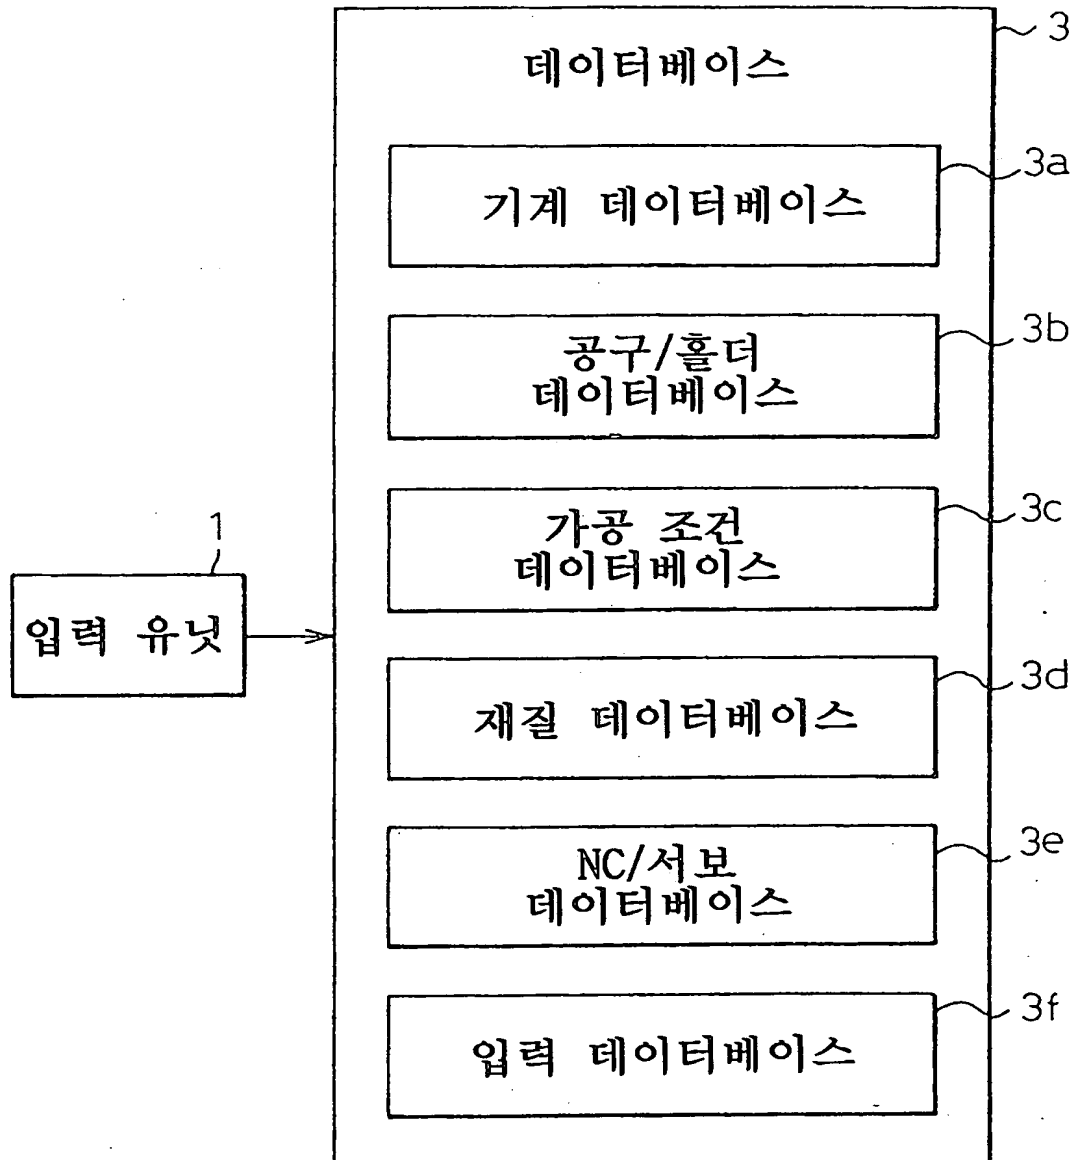 3
데이터베이스
3a
기계 데이터베이스
3b
공구/홀더
데이터베이스
3c
가공 조건
데이터베이스
1
입력 유닛
3d
재질 데이터베이스
3e
NC/서보
데이터베이스
3f
입력 데이터베이스